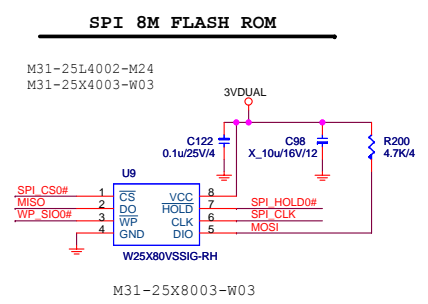 SPI 8M FLASH ROM
M31-25L4002-M24
M31-25X4003-W03
3VDUAL
C122
0.1u/25V/4
C98
X_10u/16V/12
R200
4.7K/4
U9
SPI_CS0# 1 CS VCC 8
MISO 2 DO HOLD 7 SPI_HOLD0#
WP_SIO0# 3 WP CLK 6 SPI_CLK
4 GND DIO 5 MOSI
W25X80VSSIG-RH
M31-25X8003-W03